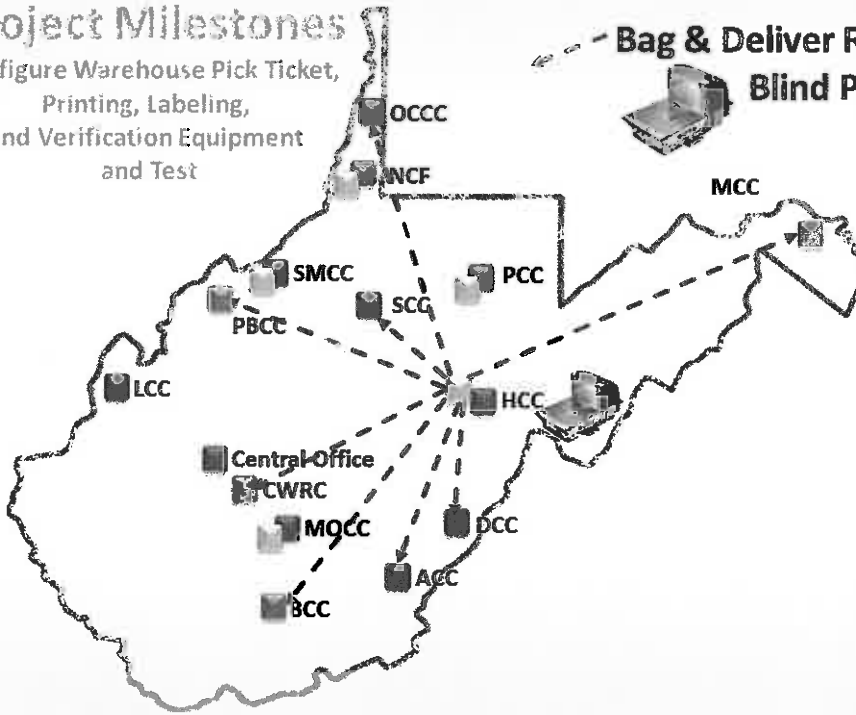 oject Milestones
figure Warehouse Pick Ticket,
Printing, Labeling,
nd Verification Equipment
and Test
Bag & Deliver R
Blind P
OCCC
NCF
MCC
SMCC
PCC
SCC
PBCC
LCC
HCC
Central Office
CWRC
MOCC
DCC
ACC
BCC